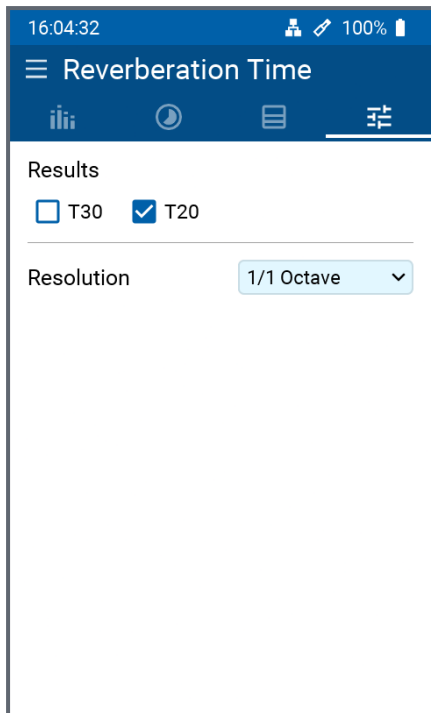 16:04:32 100%
Reverberation Time
Results
T30 T20
Resolution 1/1 Octave